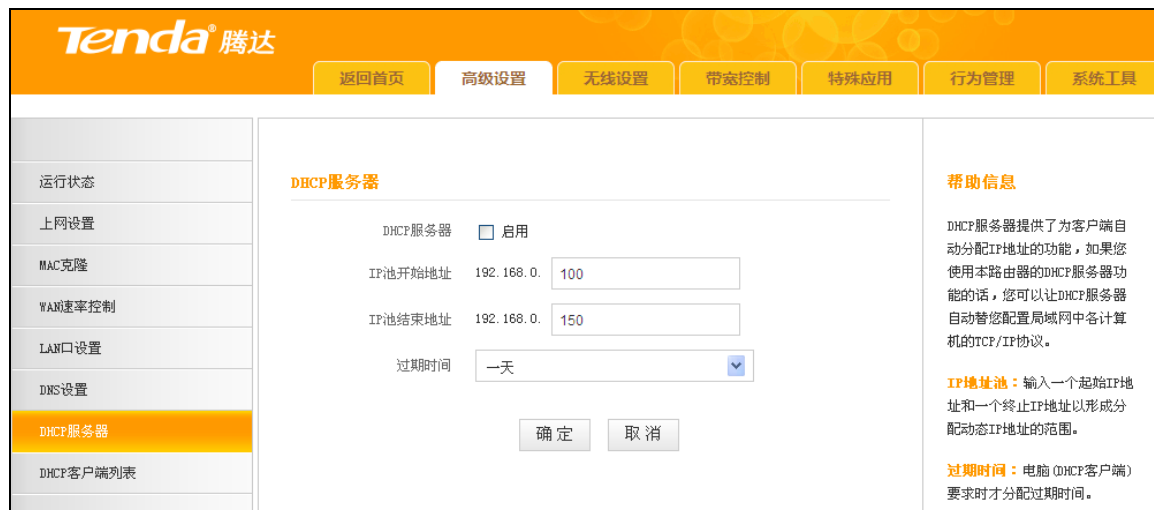 Tenda®腾达
返回首页 高级设置 无线设置 带宽控制 特殊应用 行为管理 系统工具
运行状态
上网设置
MAC克隆
WAN速率控制
LAN口设置
DNS设置
DHCP服务器
DHCP客户端列表
DHCP服务器
DHCP服务器 启用
IP池开始地址 192.168.0. 100
IP池结束地址 192.168.0. 150
过期时间 一天
确定 取消
帮助信息
DHCP服务器提供了为客户端自
动分配IP地址的功能，如果您
使用本路由器的DHCP服务器功
能的话，您可以让DHCP服务器
自动替您配置局域网中各计算
机的TCP/IP协议。
IP地址池：输入一个起始IP地
址和一个终止IP地址以形成分
配动态IP地址的范围。
过期时间：电脑(DHCP客户端)
要求时才分配过期时间。